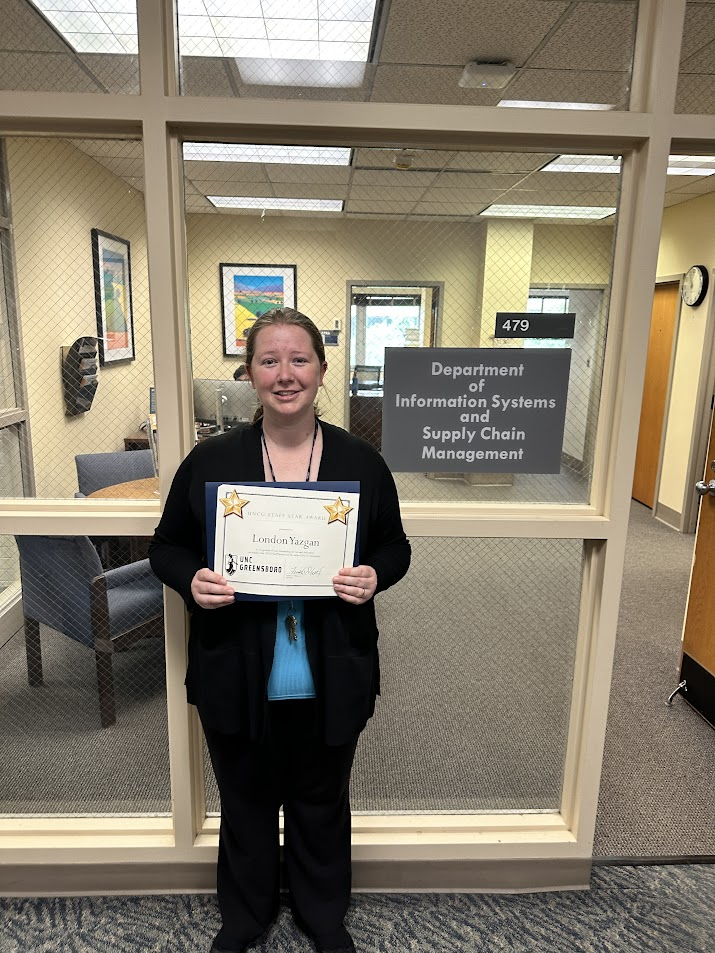 479
Department
of
Information Systems
and
Supply Chain
Management
UNCG STAFF STAR AWARD
London Yazgan
UNC
GREENSBORO